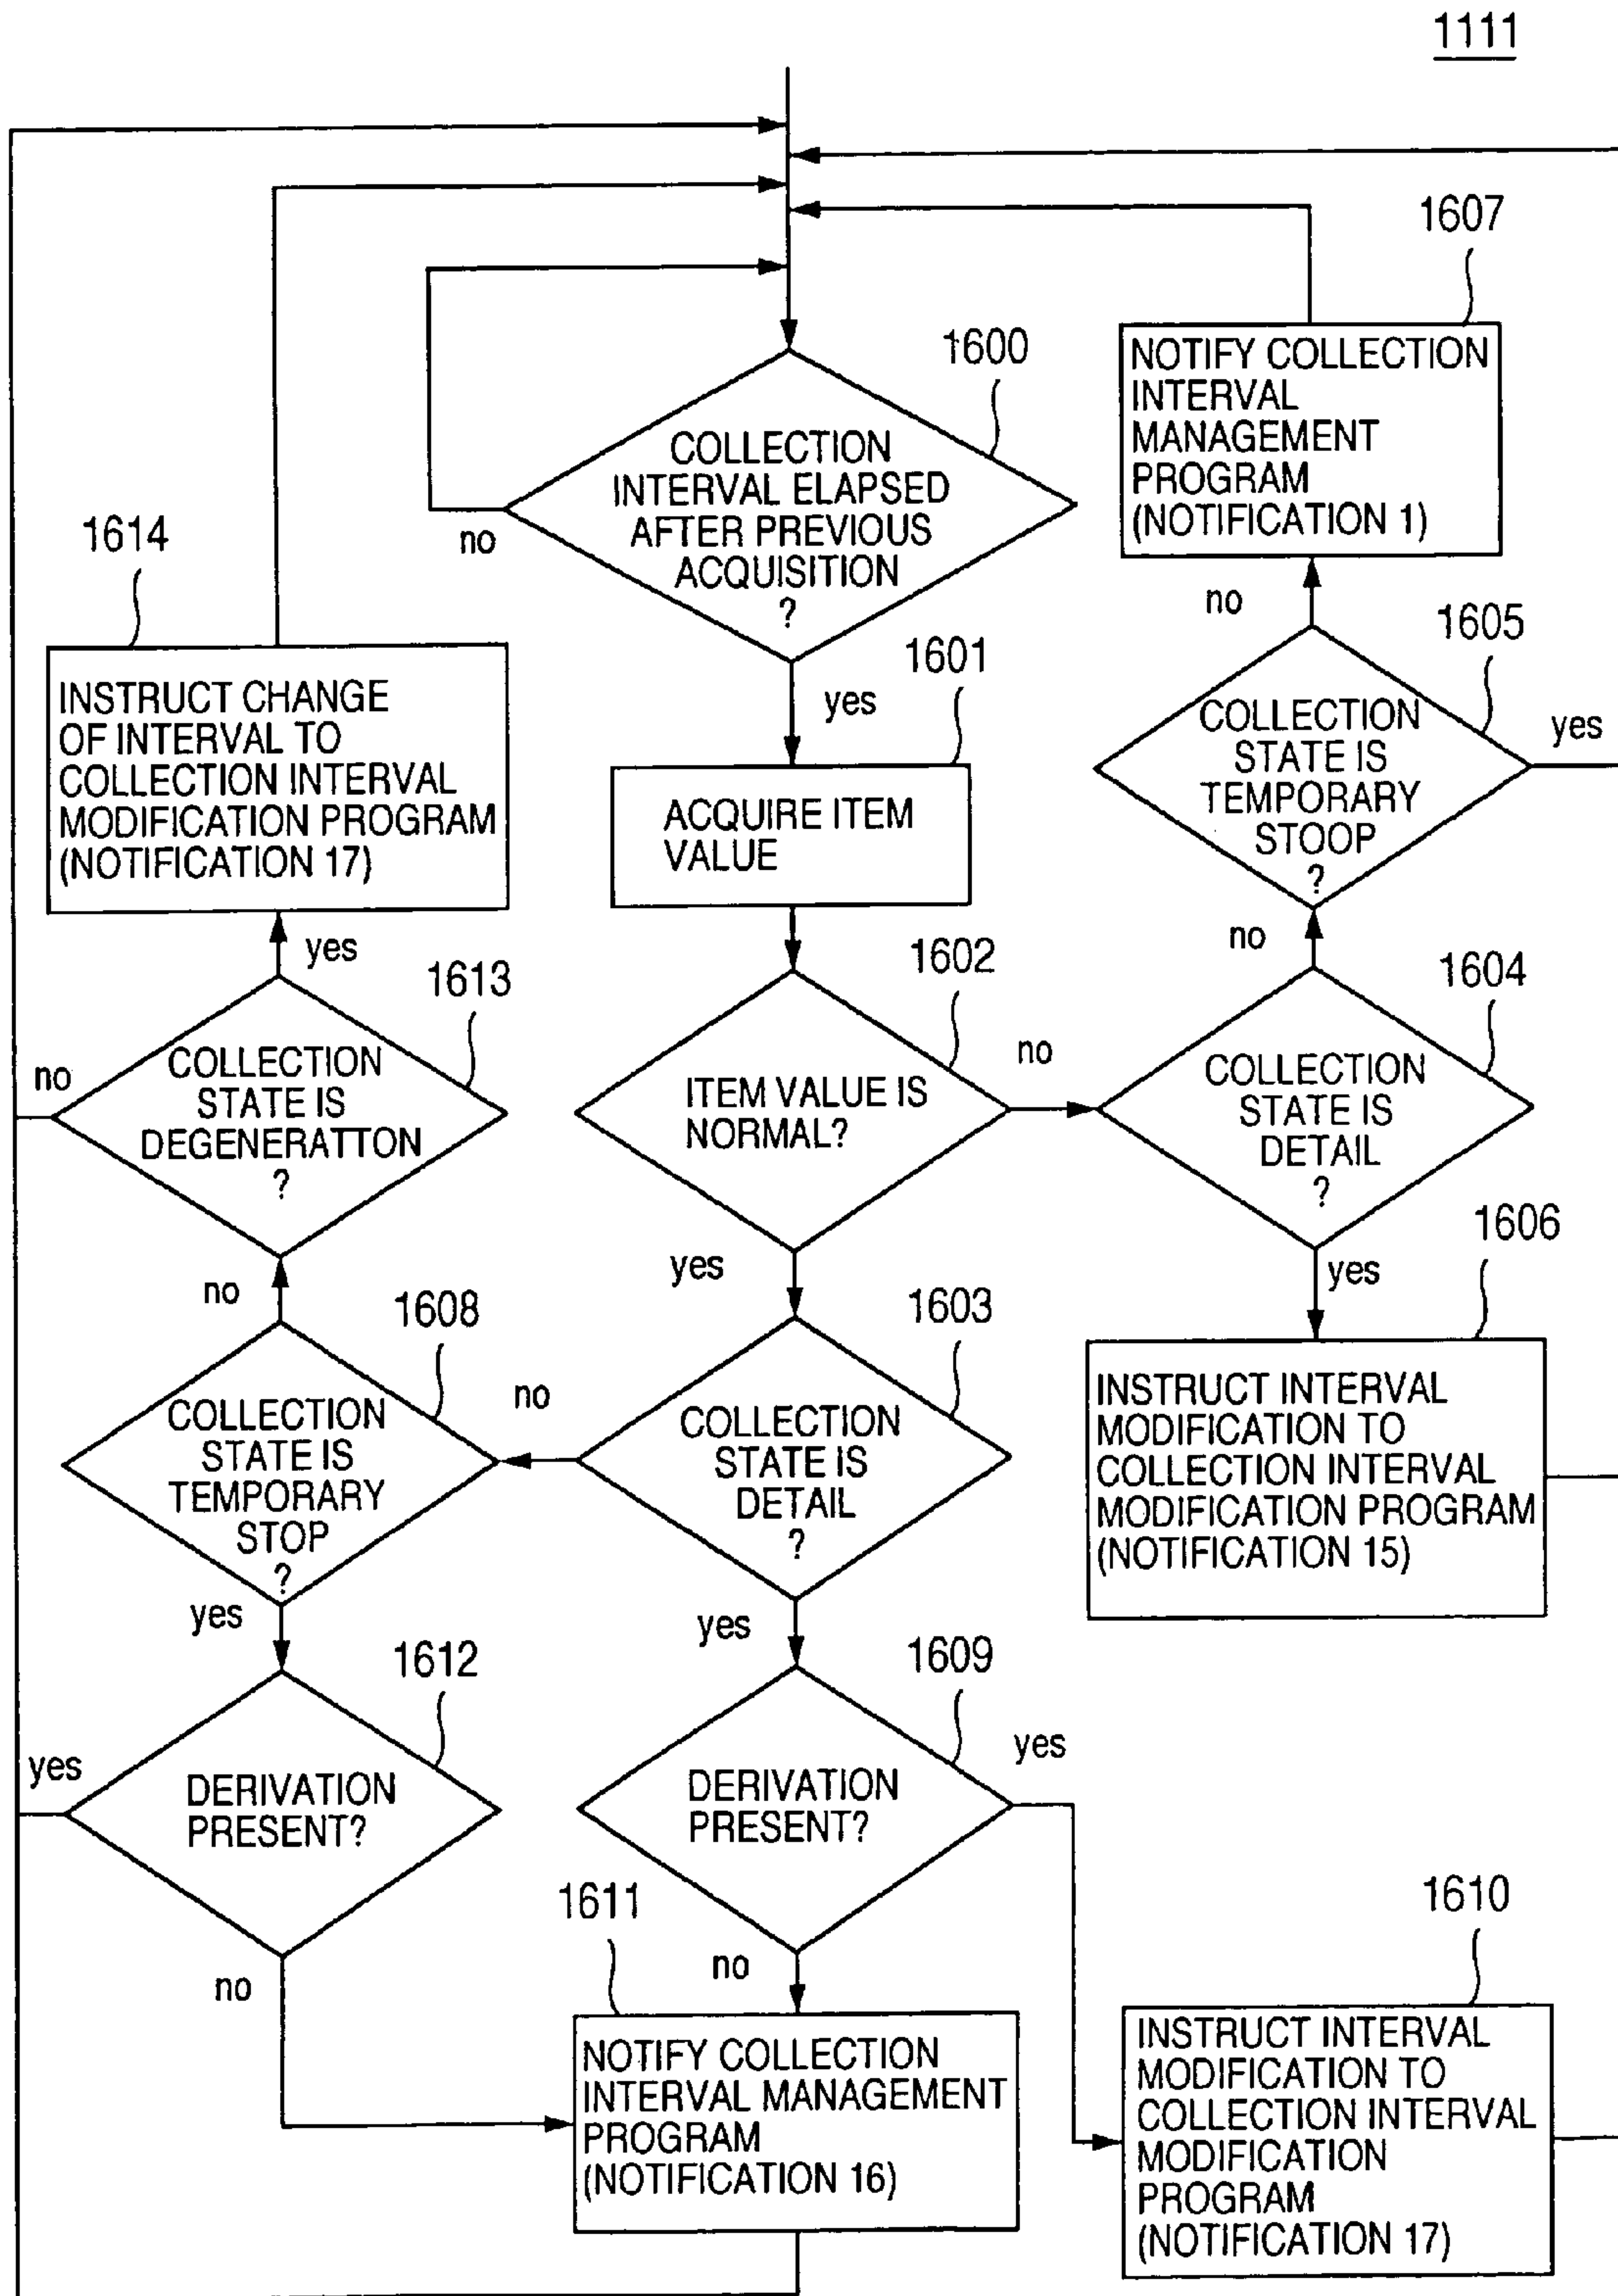 1111
1607
NOTIFY COLLECTION
INTERVAL
MANAGEMENT
PROGRAM
(NOTIFICATION 1)
1600
COLLECTION
INTERVAL ELAPSED
AFTER PREVIOUS
ACQUISITION
?
no
yes
1614
INSTRUCT CHANGE
OF INTERVAL TO
COLLECTION INTERVAL
MODIFICATION PROGRAM
(NOTIFICATION 17)
no
1605
COLLECTION
STATE IS
TEMPORARY
STOOP
?
yes
1601
ACQUIRE ITEM
VALUE
yes
1613
COLLECTION
STATE IS
DEGENERATTON
?
no
1602
ITEM VALUE IS
NORMAL?
no
yes
no
1604
COLLECTION
STATE IS
DETAIL
?
yes
1606
INSTRUCT INTERVAL
MODIFICATION TO
COLLECTION INTERVAL
MODIFICATION PROGRAM
(NOTIFICATION 15)
no
1608
COLLECTION
STATE IS
TEMPORARY
STOP
?
yes
no
1603
COLLECTION
STATE IS
DETAIL
?
yes
1612
DERIVATION
PRESENT?
yes
no
1609
DERIVATION
PRESENT?
yes
no
1611
NOTIFY COLLECTION
INTERVAL MANAGEMENT
PROGRAM
(NOTIFICATION 16)
1610
INSTRUCT INTERVAL
MODIFICATION TO
COLLECTION INTERVAL
MODIFICATION
PROGRAM
(NOTIFICATION 17)